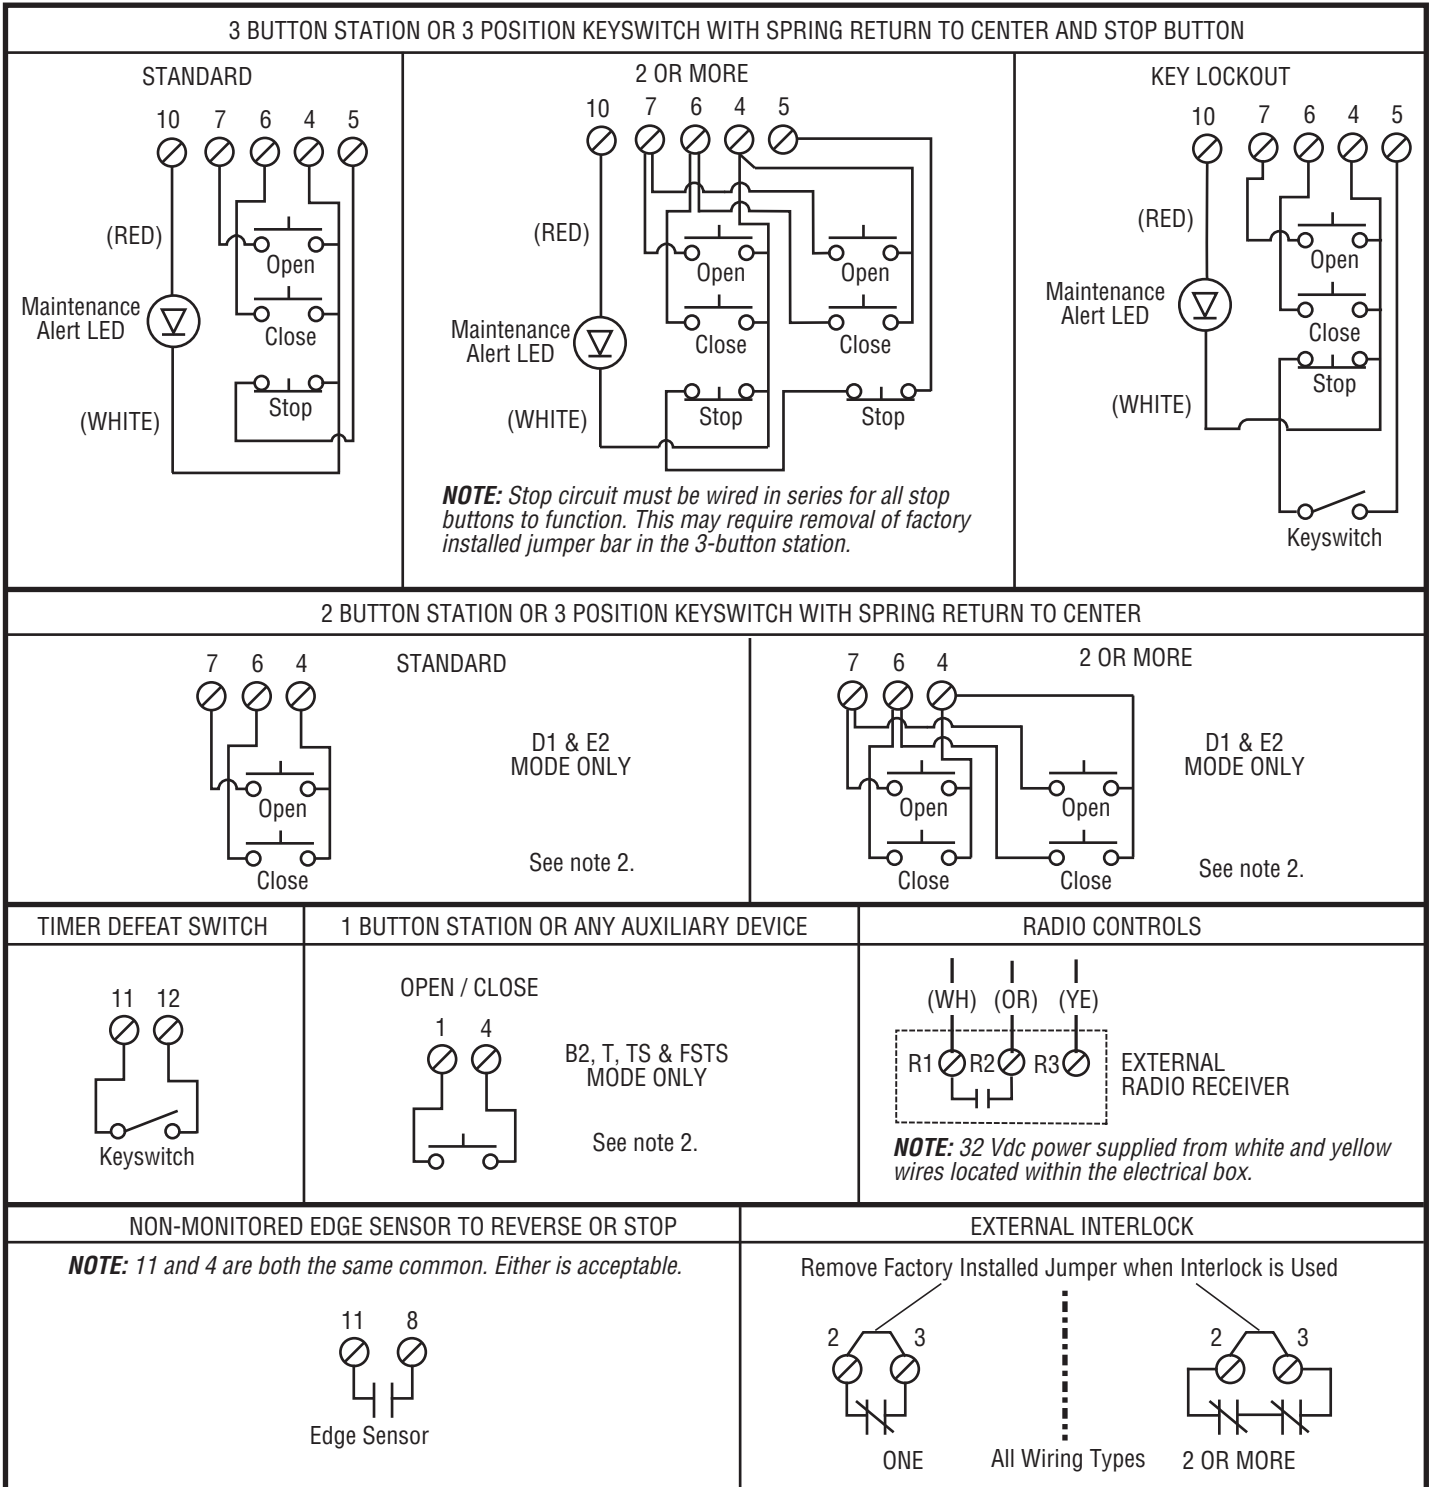 3 BUTTON STATION OR 3 POSITION KEYSWITCH WITH SPRING RETURN TO CENTER AND STOP BUTTON
STANDARD
10 7 6 4 5
(RED)
Open
Maintenance
Alert LED
Close
Stop
(WHITE)
2 OR MORE
10 7 6 4 5
(RED)
Open Open
Maintenance
Alert LED
Close Close
(WHITE)
Stop Stop
NOTE: Stop circuit must be wired in series for all stop
buttons to function. This may require removal of factory
installed jumper bar in the 3-button station.
KEY LOCKOUT
10 7 6 4 5
(RED)
Open
Maintenance
Alert LED
Close
Stop
(WHITE)
Keyswitch
2 BUTTON STATION OR 3 POSITION KEYSWITCH WITH SPRING RETURN TO CENTER
STANDARD
7 6 4
D1 & E2
MODE ONLY
Open
Close
See note 2.
2 OR MORE
7 6 4
D1 & E2
MODE ONLY
Open Open
Close Close
See note 2.
TIMER DEFEAT SWITCH
11 12
Keyswitch
1 BUTTON STATION OR ANY AUXILIARY DEVICE
OPEN / CLOSE
1 4
B2, T, TS & FSTS
MODE ONLY
See note 2.
RADIO CONTROLS
(WH) (OR) (YE)
R1 R2 R3
EXTERNAL
RADIO RECEIVER
NOTE: 32 Vdc power supplied from white and yellow
wires located within the electrical box.
NON-MONITORED EDGE SENSOR TO REVERSE OR STOP
NOTE: 11 and 4 are both the same common. Either is acceptable.
11 8
Edge Sensor
EXTERNAL INTERLOCK
Remove Factory Installed Jumper when Interlock is Used
2 3 2 3
ONE All Wiring Types 2 OR MORE